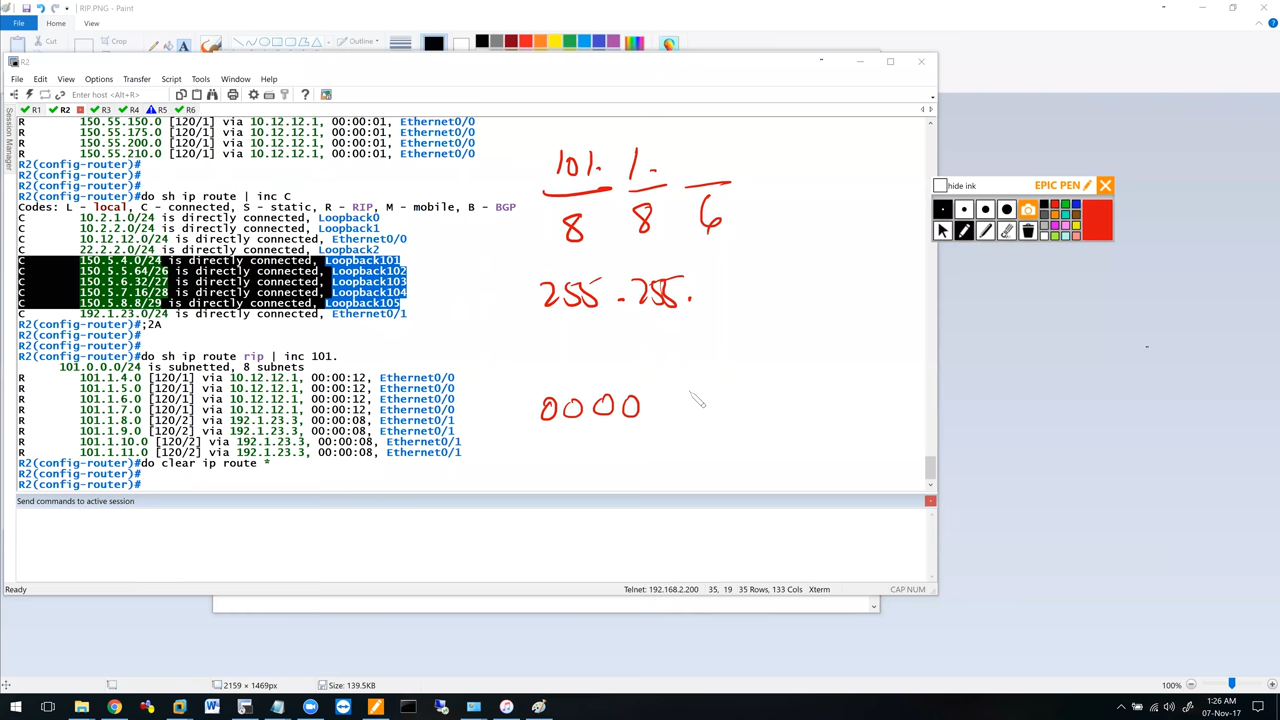 RIP.PNG - Paint
File Home View
Cut Crop Outline
R2
File Edit View Options Transfer Script Tools Window Help
Enter host <Alt+R>
R1 R2 R3 R4 R5 R6
Session Manager
R 150.55.150.0 [120/1] via 10.12.12.1, 00:00:01, Ethernet0/0
R 150.55.175.0 [120/1] via 10.12.12.1, 00:00:01, Ethernet0/0
R 150.55.200.0 [120/1] via 10.12.12.1, 00:00:01, Ethernet0/0
R 150.55.210.0 [120/1] via 10.12.12.1, 00:00:01, Ethernet0/0
R2(config-router)#
R2(config-router)#
R2(config-router)#
R2(config-router)#do sh ip route | inc C
Codes: L - local, C - connected, S - static, R - RIP, M - mobile, B - BGP
C 10.2.1.0/24 is directly connected, Loopback0
C 10.2.2.0/24 is directly connected, Loopback1
C 10.12.12.0/24 is directly connected, Ethernet0/0
C 22.2.2.0/24 is directly connected, Loopback2
C 150.5.4.0/24 is directly connected, Loopback101
C 150.5.5.64/26 is directly connected, Loopback102
C 150.5.6.32/27 is directly connected, Loopback103
C 150.5.7.16/28 is directly connected, Loopback104
C 150.5.8.8/29 is directly connected, Loopback105
C 192.1.23.0/24 is directly connected, Ethernet0/1
R2(config-router)#;2A
R2(config-router)#
R2(config-router)#
R2(config-router)#do sh ip route rip | inc 101.
101.0.0.0/24 is subnetted, 8 subnets
R 101.1.4.0 [120/1] via 10.12.12.1, 00:00:12, Ethernet0/0
R 101.1.5.0 [120/1] via 10.12.12.1, 00:00:12, Ethernet0/0
R 101.1.6.0 [120/1] via 10.12.12.1, 00:00:12, Ethernet0/0
R 101.1.7.0 [120/1] via 10.12.12.1, 00:00:12, Ethernet0/0
R 101.1.8.0 [120/2] via 192.1.23.3, 00:00:08, Ethernet0/1
R 101.1.9.0 [120/2] via 192.1.23.3, 00:00:08, Ethernet0/1
R 101.1.10.0 [120/2] via 192.1.23.3, 00:00:08, Ethernet0/1
R 101.1.11.0 [120/2] via 192.1.23.3, 00:00:08, Ethernet0/1
R2(config-router)#do clear ip route *
R2(config-router)#
R2(config-router)#
101. 1.
8 8 6
255 . 255 .
0000
hide ink EPIC PEN
Send commands to active session
Ready Telnet: 192.168.2.200 35, 19 35 Rows, 133 Cols Xterm CAP NUM
2159 × 1469px Size: 139.5KB 100%
1:26 AM
07-Nov-17